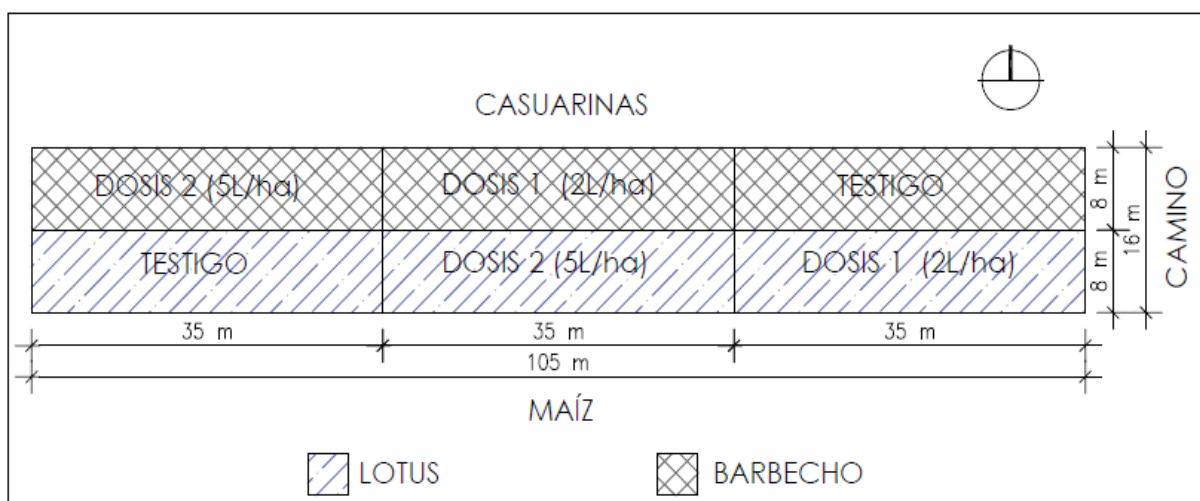 CASUARINAS
DOSIS 2 (5L/ha)
DOSIS 1 (2L/ha)
TESTIGO
TESTIGO
DOSIS 2 (5L/ha)
DOSIS 1 (2L/ha)
8 m
8 m
16 m
CAMINO
35 m
35 m
35 m
105 m
MAÍZ
LOTUS
BARBECHO